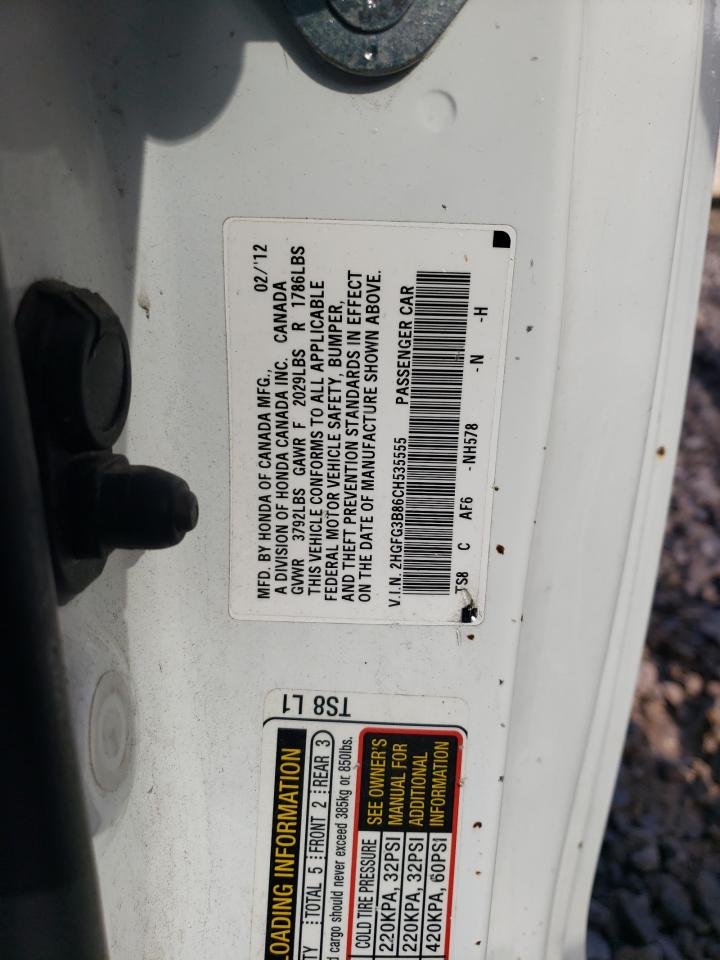 MFD. BY HONDA OF CANADA MFG., 02/'12
A DIVISION OF HONDA CANADA INC. CANADA
GVWR 3792LBS GAWR F 2029LBS R 1786LBS
THIS VEHICLE CONFORMS TO ALL APPLICABLE
FEDERAL MOTOR VEHICLE SAFETY, BUMPER,
AND THEFT PREVENTION STANDARDS IN EFFECT
ON THE DATE OF MANUFACTURE SHOWN ABOVE.
V.I.N. 2HGFG3B86CH535555 PASSENGER CAR
TS8 C AF6 -NH578 -N -H
TS8 L1
LOADING INFORMATION
TOTAL 5 FRONT 2 REAR 3
cargo should never exceed 385kg or 850lbs.
COLD TIRE PRESSURE
220KPA, 32PSI
220KPA, 32PSI
420KPA, 60PSI
SEE OWNER'S
MANUAL FOR
ADDITIONAL
INFORMATION